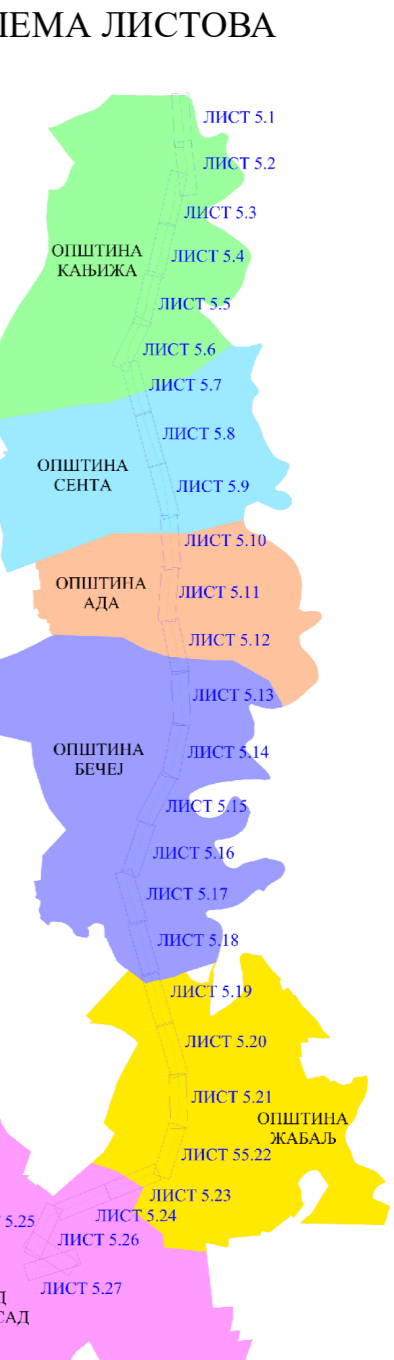 ЛИСТОВА
ЛИСТ 5.1
ЛИСТ 5.2
ЛИСТ 5.3
ОПШТИНА
КАЊИЖА
ЛИСТ 5.4
ЛИСТ 5.5
ЛИСТ 5.6
ЛИСТ 5.7
ЛИСТ 5.8
ОПШТИНА
СЕНТА
ЛИСТ 5.9
ЛИСТ 5.10
ОПШТИНА
АДА
ЛИСТ 5.11
ЛИСТ 5.12
ЛИСТ 5.13
ОПШТИНА
БЕЧЕЈ
ЛИСТ 5.14
ЛИСТ 5.15
ЛИСТ 5.16
ЛИСТ 5.17
ЛИСТ 5.18
ЛИСТ 5.19
ЛИСТ 5.20
ЛИСТ 5.21
ОПШТИНА
ЖАБАЉ
ЛИСТ 55.22
ЛИСТ 5.23
ЛИСТ 5.24
5.25
ЛИСТ 5.26
ЛИСТ 5.27
САД